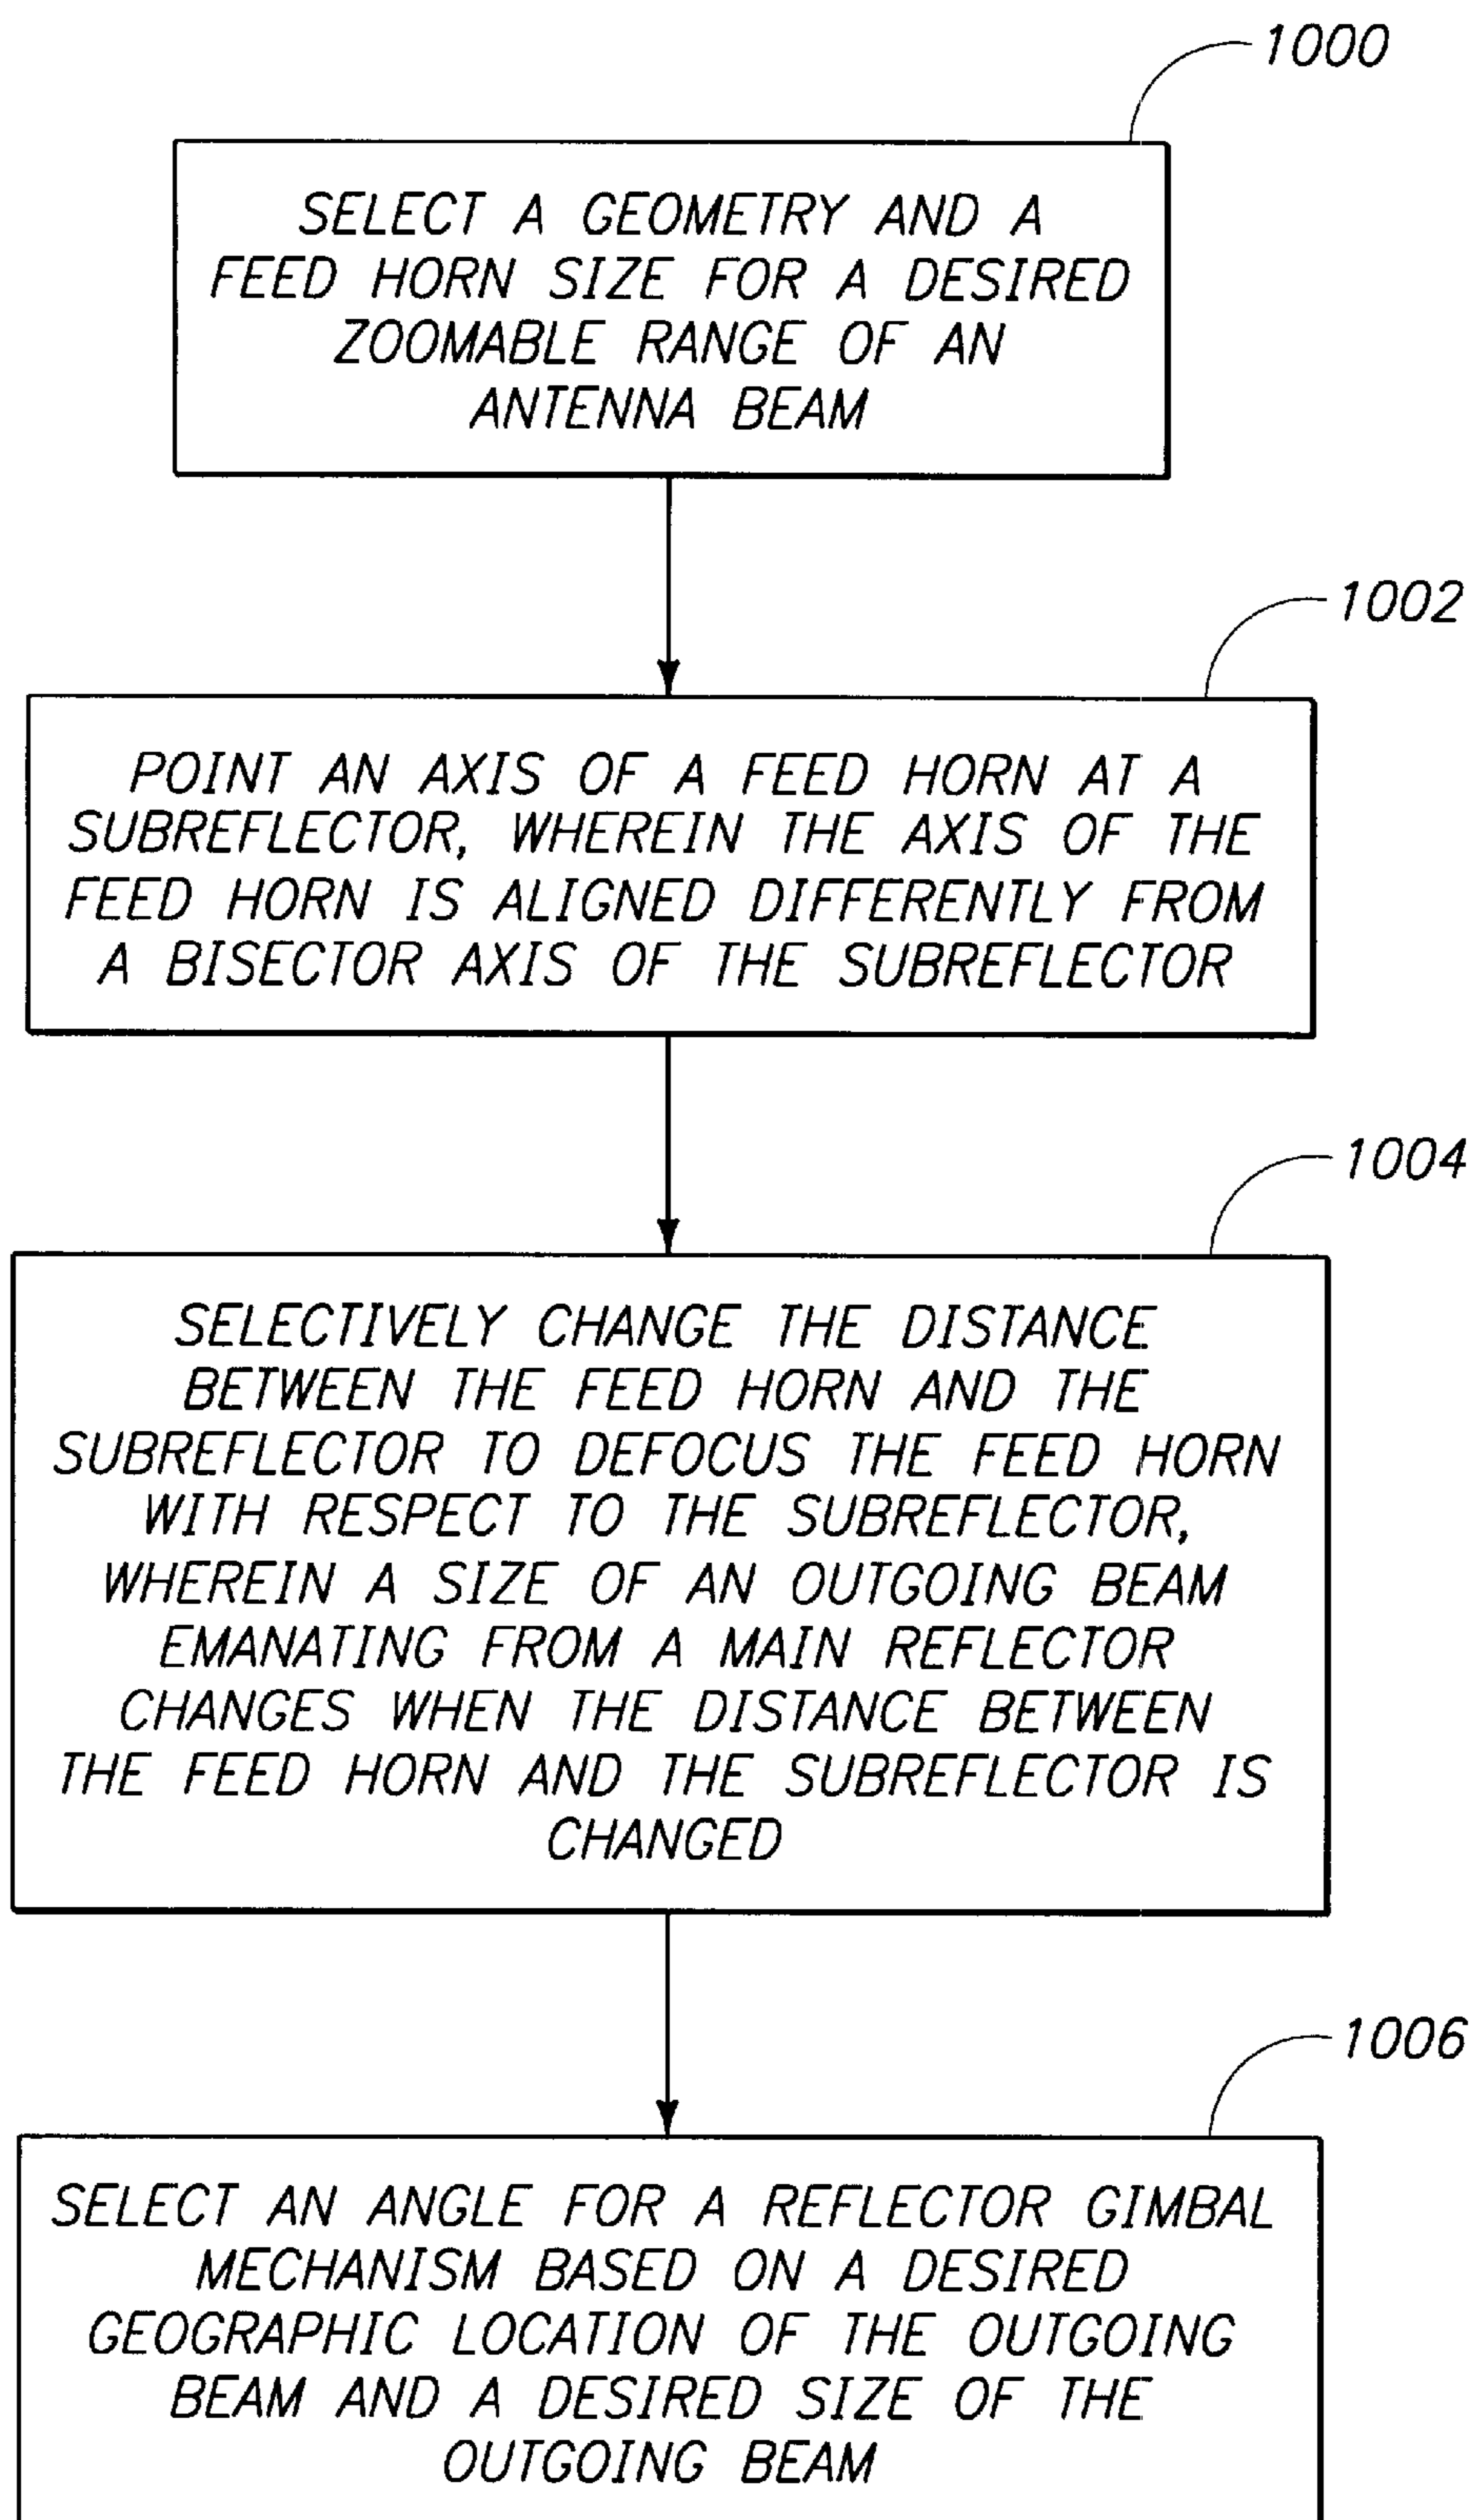 1000
SELECT A GEOMETRY AND A
FEED HORN SIZE FOR A DESIRED
ZOOMABLE RANGE OF AN
ANTENNA BEAM
1002
POINT AN AXIS OF A FEED HORN AT A
SUBREFLECTOR, WHEREIN THE AXIS OF THE
FEED HORN IS ALIGNED DIFFERENTLY FROM
A BISECTOR AXIS OF THE SUBREFLECTOR
1004
SELECTIVELY CHANGE THE DISTANCE
BETWEEN THE FEED HORN AND THE
SUBREFLECTOR TO DEFOCUS THE FEED HORN
WITH RESPECT TO THE SUBREFLECTOR,
WHEREIN A SIZE OF AN OUTGOING BEAM
EMANATING FROM A MAIN REFLECTOR
CHANGES WHEN THE DISTANCE BETWEEN
THE FEED HORN AND THE SUBREFLECTOR IS
CHANGED
1006
SELECT AN ANGLE FOR A REFLECTOR GIMBAL
MECHANISM BASED ON A DESIRED
GEOGRAPHIC LOCATION OF THE OUTGOING
BEAM AND A DESIRED SIZE OF THE
OUTGOING BEAM